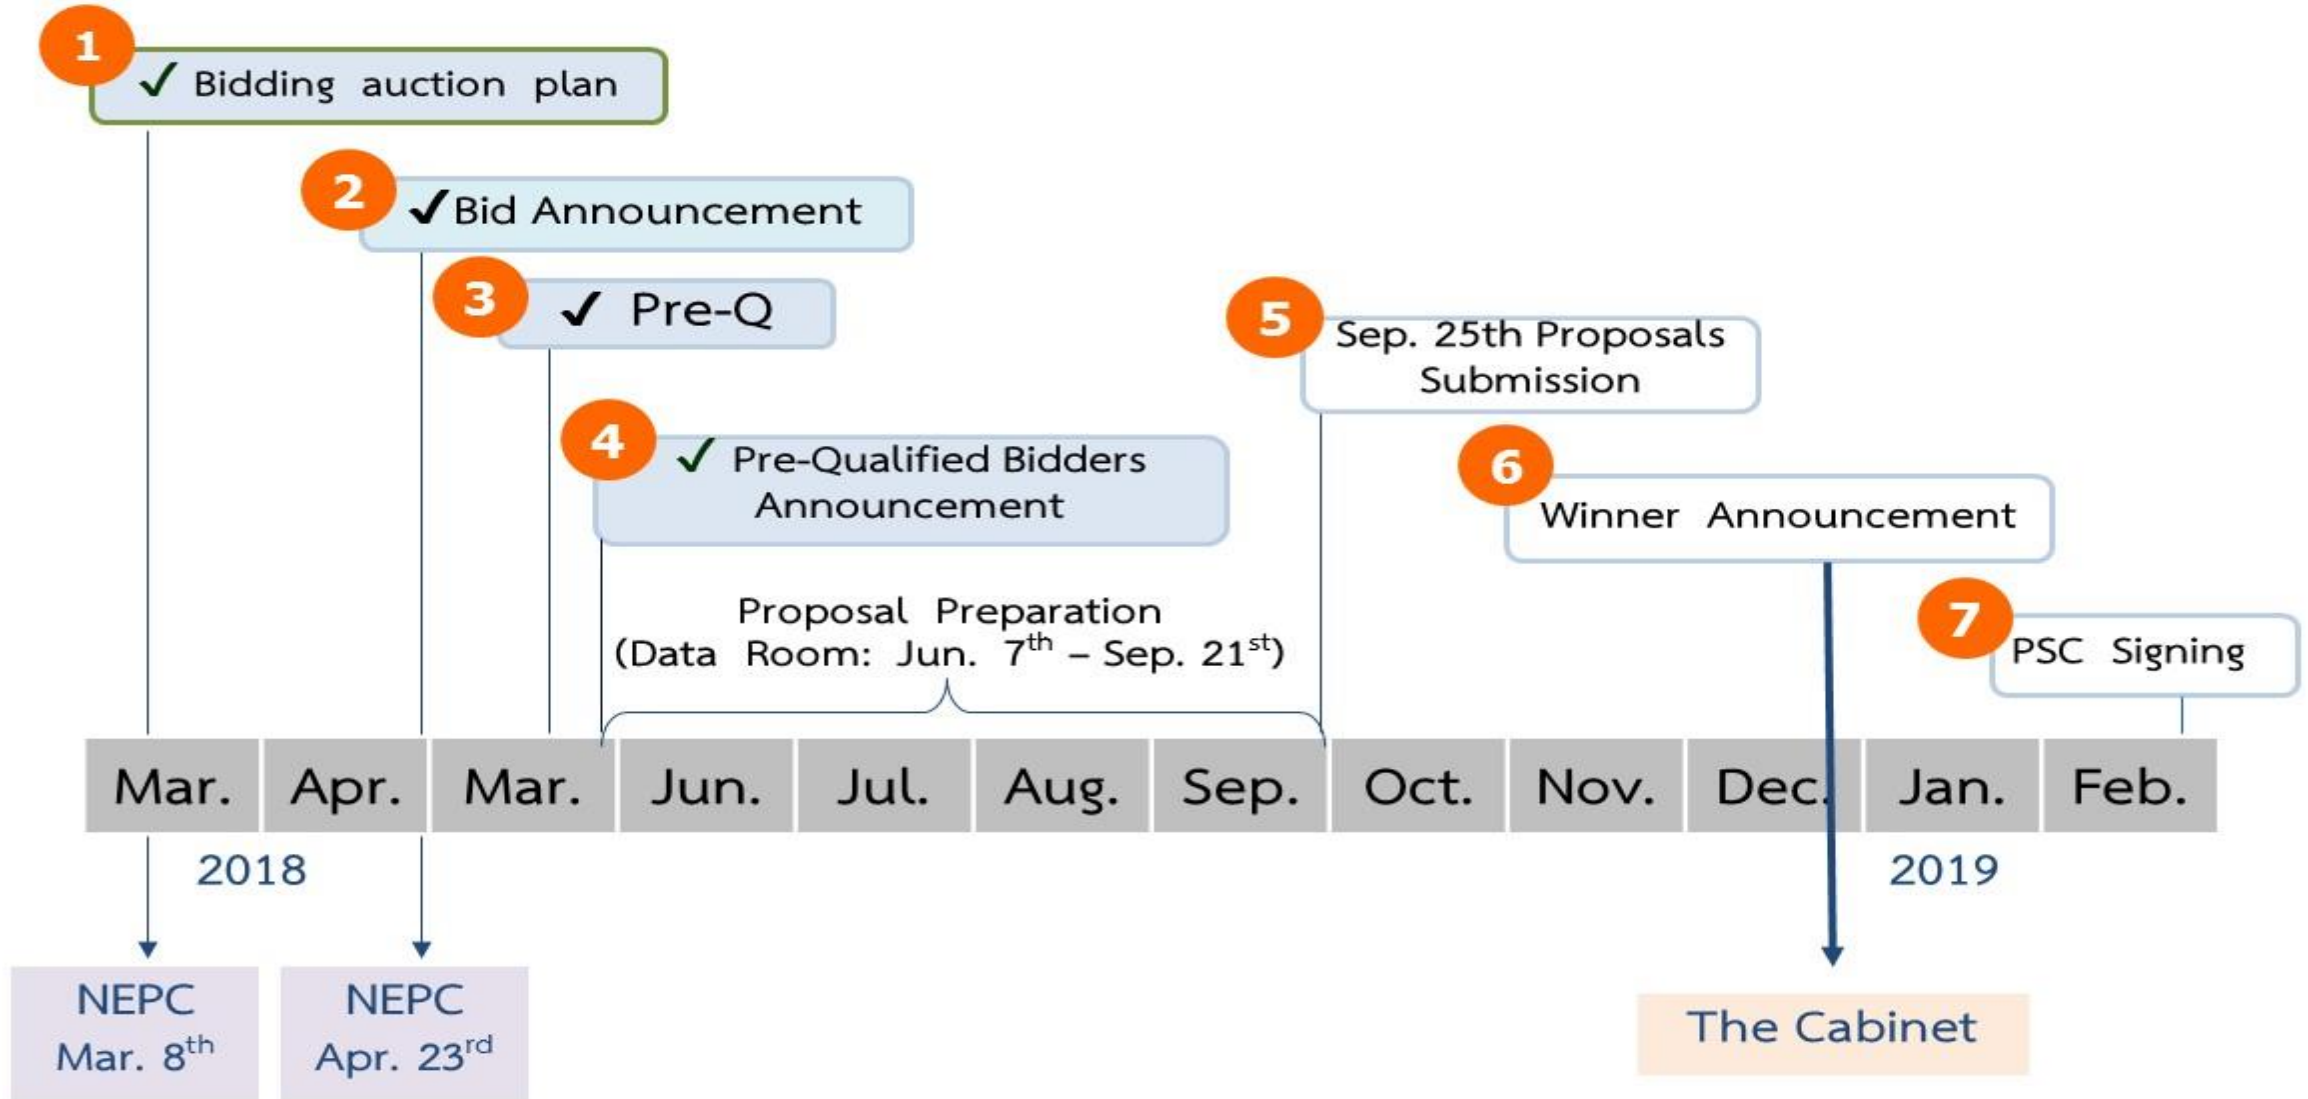 1
✓ Bidding auction plan
2
✓Bid Announcement
3
✓ Pre-Q
4
✓ Pre-Qualified Bidders
Announcement
5
Sep. 25th Proposals
Submission
6
Winner Announcement
7
PSC Signing
Proposal Preparation
(Data Room: Jun. 7th – Sep. 21st)
Mar. Apr. Mar. Jun. Jul. Aug. Sep. Oct. Nov. Dec. Jan. Feb.
2018 2019
NEPC
Mar. 8th
NEPC
Apr. 23rd
The Cabinet